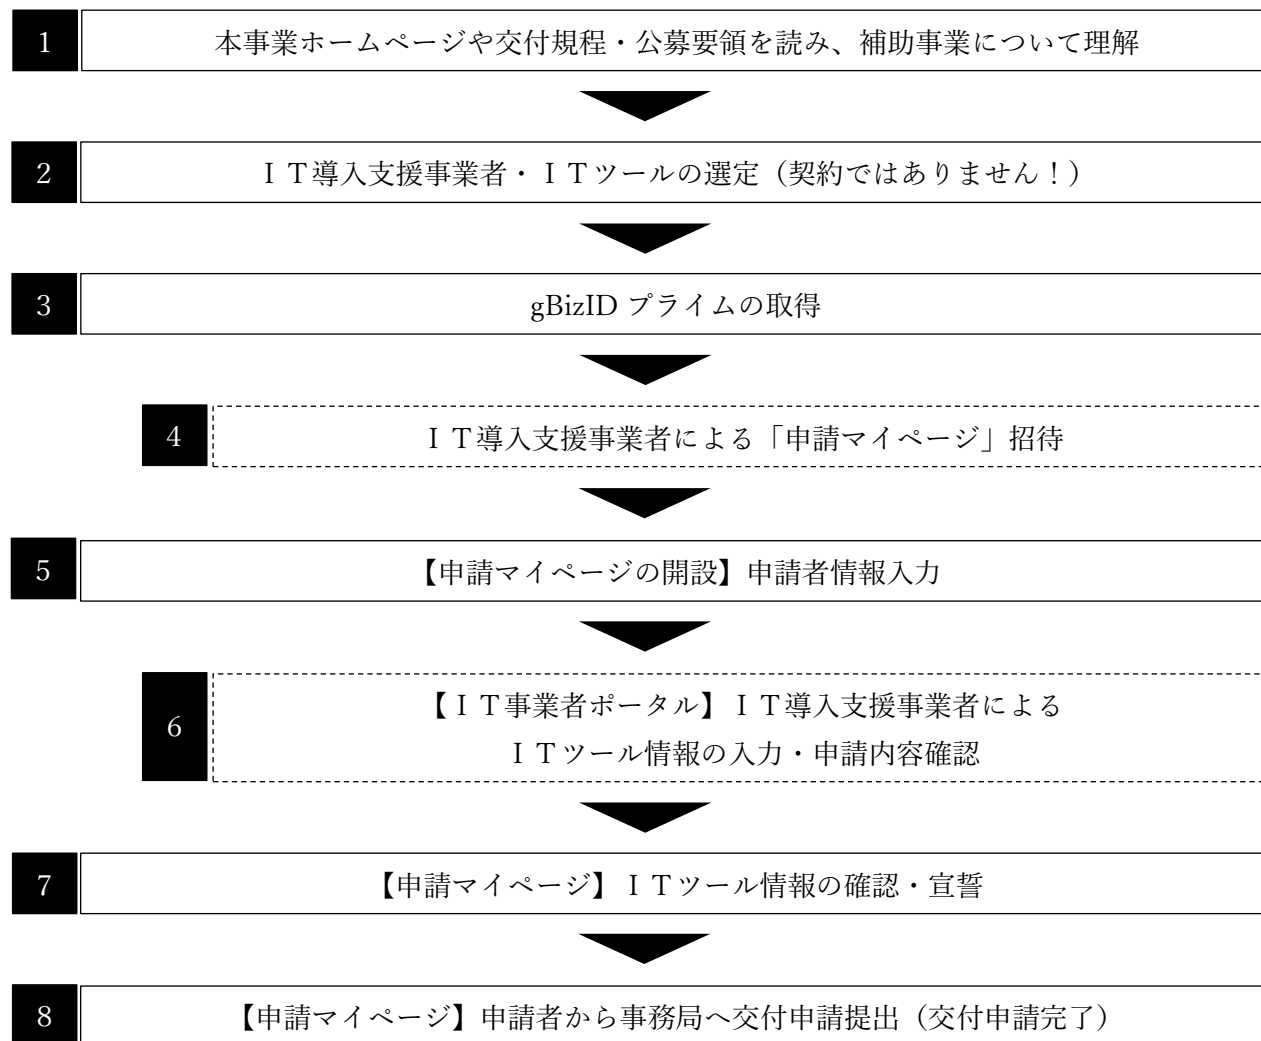 1
本事業ホームページや交付規程・公募要領を読み、補助事業について理解
2
ＩＴ導入支援事業者・ＩＴツールの選定（契約ではありません！）
3
gBizID プライムの取得
4
ＩＴ導入支援事業者による「申請マイページ」招待
5
【申請マイページの開設】申請者情報入力
6
【ＩＴ事業者ポータル】ＩＴ導入支援事業者による
ＩＴツール情報の入力・申請内容確認
7
【申請マイページ】ＩＴツール情報の確認・宣誓
8
【申請マイページ】申請者から事務局へ交付申請提出（交付申請完了）